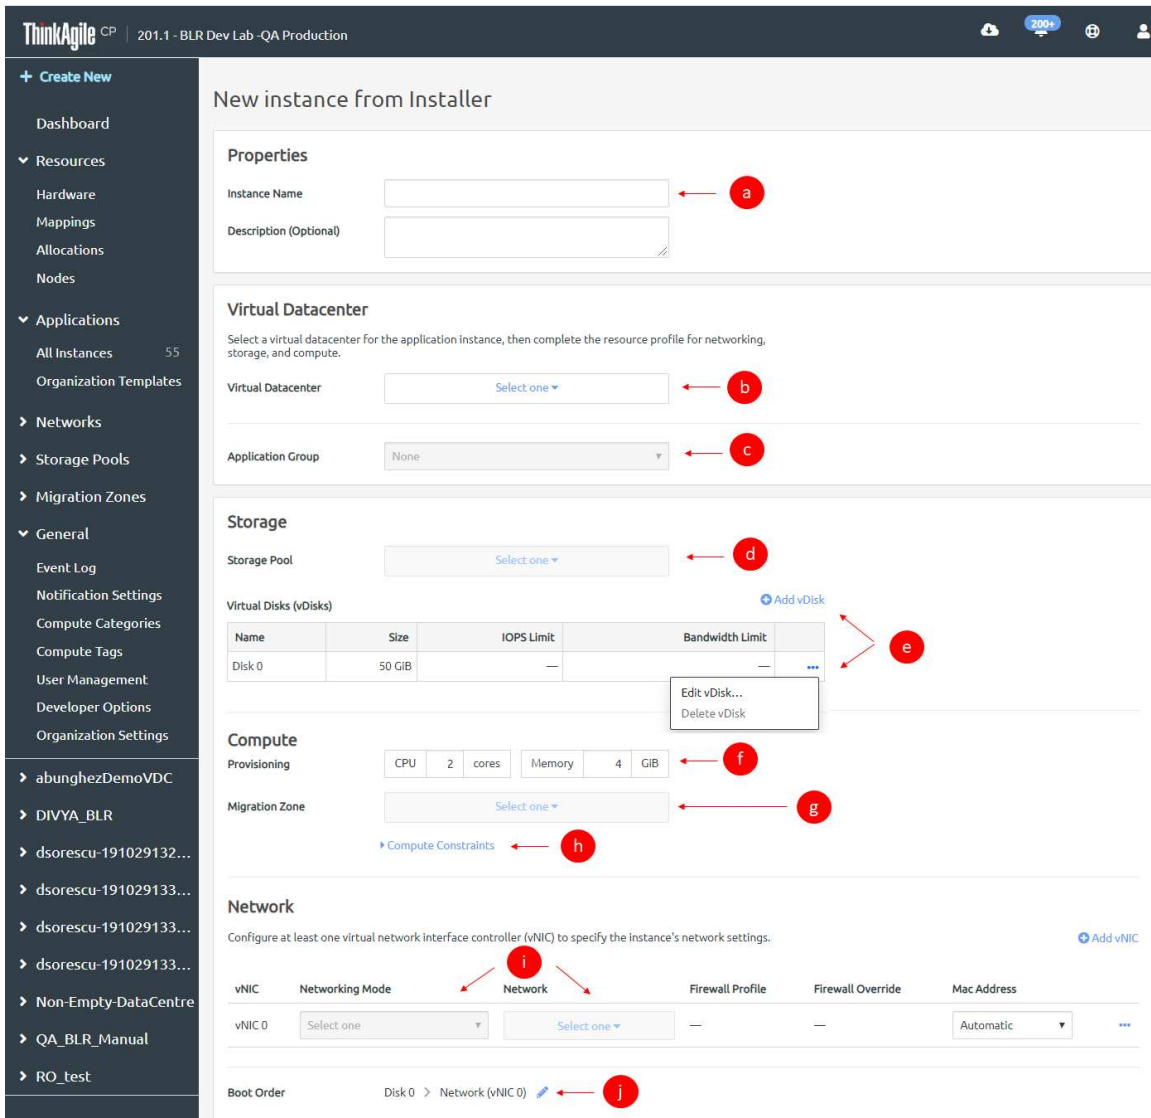 ThinkAgile CP | 201.1 - BLR Dev Lab -QA Production
200+
+ Create New
Dashboard
Resources
Hardware
Mappings
Allocations
Nodes
Applications
All Instances 55
Organization Templates
Networks
Storage Pools
Migration Zones
General
Event Log
Notification Settings
Compute Categories
Compute Tags
User Management
Developer Options
Organization Settings
abunghezDemoVDC
DIVYA_BLR
dsorescu-191029132...
dsorescu-191029133...
dsorescu-191029133...
dsorescu-191029133...
Non-Empty-DataCentre
QA_BLR_Manual
RO_test
New instance from Installer
Properties
Instance Name
a
Description (Optional)
Virtual Datacenter
Select a virtual datacenter for the application instance, then complete the resource profile for networking,
storage, and compute.
Virtual Datacenter Select one
b
Application Group None
c
Storage
Storage Pool Select one
d
Virtual Disks (vDisks) Add vDisk
e
Name Size IOPS Limit Bandwidth Limit
Disk 0 50 GiB — — •••
Edit vDisk...
Delete vDisk
Compute
Provisioning CPU 2 cores Memory 4 GiB
f
Migration Zone Select one
g
Compute Constraints
h
Network
Configure at least one virtual network interface controller (vNIC) to specify the instance's network settings.
Add vNIC
i
vNIC Networking Mode Network Firewall Profile Firewall Override Mac Address
vNIC 0 Select one Select one — — Automatic •••
Boot Order Disk 0 > Network (vNIC 0)
j